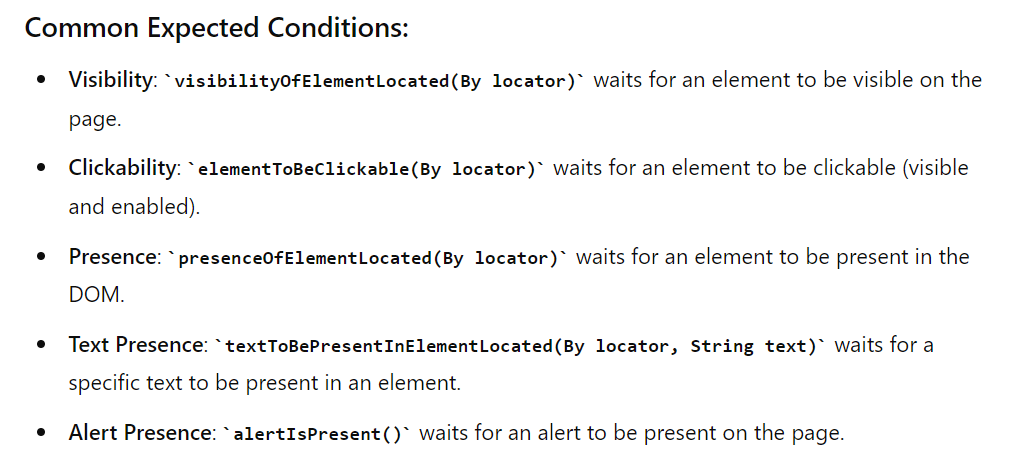 Common Expected Conditions:
• Visibility: `visibilityOfElementLocated(By locator)` waits for an element to be visible on the
page.
• Clickability: `elementToBeClickable(By locator)` waits for an element to be clickable (visible
and enabled).
• Presence: `presenceOfElementLocated(By locator)` waits for an element to be present in the
DOM.
• Text Presence: `textToBePresentInElementLocated(By locator, String text)` waits for a
specific text to be present in an element.
• Alert Presence: `alertIsPresent()` waits for an alert to be present on the page.